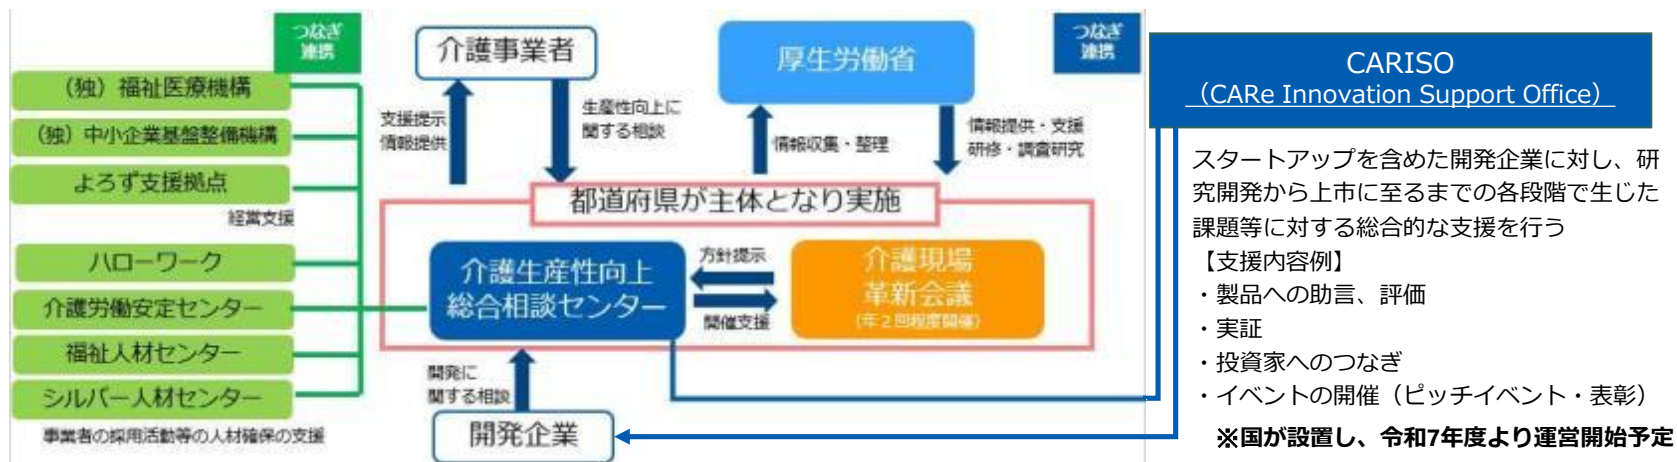 つなぎ
連携
(独)福祉医療機構
(独)中小企業基盤整備機構
よろず支援拠点
経営支援
ハローワーク
介護労働安定センター
福祉人材センター
シルバー人材センター
事業者の採用活動等の人材確保の支援
介護事業者
支援提示
情報提供
生産性向上に
関する相談
厚生労働省
つなぎ
連携
情報収集・整理
情報提供・支援
研修・調査研究
都道府県が主体となり実施
介護生産性向上
総合相談センター
方針提示
開催支援
介護現場
革新会議
(年2回程度開催)
開発に
関する相談
開発企業
CARISO
(CARe Innovation Support Office)
スタートアップを含めた開発企業に対し、研
究開発から上市に至るまでの各段階で生じた
課題等に対する総合的な支援を行う
【支援内容例】
・製品への助言、評価
・実証
・投資家へのつなぎ
・イベントの開催(ピッチイベント・表彰)
※国が設置し、令和7年度より運営開始予定